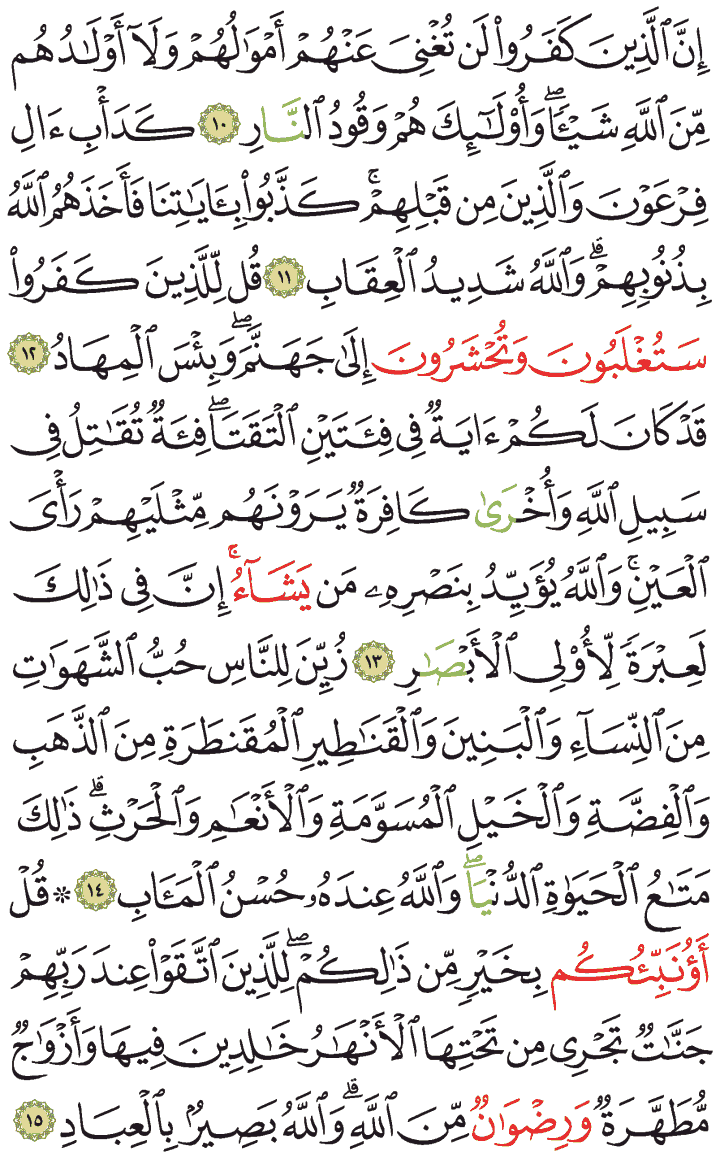 إِنَّ ٱلَّذِينَ كَفَرُواْ لَن تُغْنِىَ عَنْهُمْ أَمْوَٰلُهُمْ وَلَآ أَوْلَٰدُهُم
مِّنَ ٱللَّهِ شَيْـًٔاۖ وَأُوْلَٰٓئِكَ هُمْ وَقُودُ ٱلنَّارِ ١٠ كَدَأْبِ ءَالِ
فِرْعَوْنَ وَٱلَّذِينَ مِن قَبْلِهِمْۚ كَذَّبُواْ بِـَٔايَٰتِنَا فَأَخَذَهُمُ ٱللَّهُ
بِذُنُوبِهِمْۗ وَٱللَّهُ شَدِيدُ ٱلْعِقَابِ ١١ قُل لِّلَّذِينَ كَفَرُواْ
سَتُغْلَبُونَ وَتُحْشَرُونَ إِلَىٰ جَهَنَّمَۖ وَبِئْسَ ٱلْمِهَادُ ١٢
قَدْ كَانَ لَكُمْ ءَايَةٌ فِى فِئَتَيْنِ ٱلْتَقَتَاۖ فِئَةٌ تُقَٰتِلُ فِى
سَبِيلِ ٱللَّهِ وَأُخْرَىٰ كَافِرَةٌ يَرَوْنَهُم مِّثْلَيْهِمْ رَأْىَ
ٱلْعَيْنِۚ وَٱللَّهُ يُؤَيِّدُ بِنَصْرِهِۦ مَن يَشَآءُۚ إِنَّ فِى ذَٰلِكَ
لَعِبْرَةً لِّأُوْلِى ٱلْأَبْصَٰرِ ١٣ زُيِّنَ لِلنَّاسِ حُبُّ ٱلشَّهَوَٰتِ
مِنَ ٱلنِّسَآءِ وَٱلْبَنِينَ وَٱلْقَنَٰطِيرِ ٱلْمُقَنطَرَةِ مِنَ ٱلذَّهَبِ
وَٱلْفِضَّةِ وَٱلْخَيْلِ ٱلْمُسَوَّمَةِ وَٱلْأَنْعَٰمِ وَٱلْحَرْثِۗ ذَٰلِكَ
مَتَٰعُ ٱلْحَيَوٰةِ ٱلدُّنْيَاۖ وَٱللَّهُ عِندَهُۥ حُسْنُ ٱلْمَـَٔابِ ١٤ ۞ قُلْ
أَؤُنَبِّئُكُم بِخَيْرٍ مِّن ذَٰلِكُمْۖ لِلَّذِينَ ٱتَّقَوْاْ عِندَ رَبِّهِمْ
جَنَّٰتٌ تَجْرِى مِن تَحْتِهَا ٱلْأَنْهَٰرُ خَٰلِدِينَ فِيهَا وَأَزْوَٰجٌ
مُّطَهَّرَةٌ وَرِضْوَٰنٌ مِّنَ ٱللَّهِۗ وَٱللَّهُ بَصِيرٌۢ بِٱلْعِبَادِ ١٥